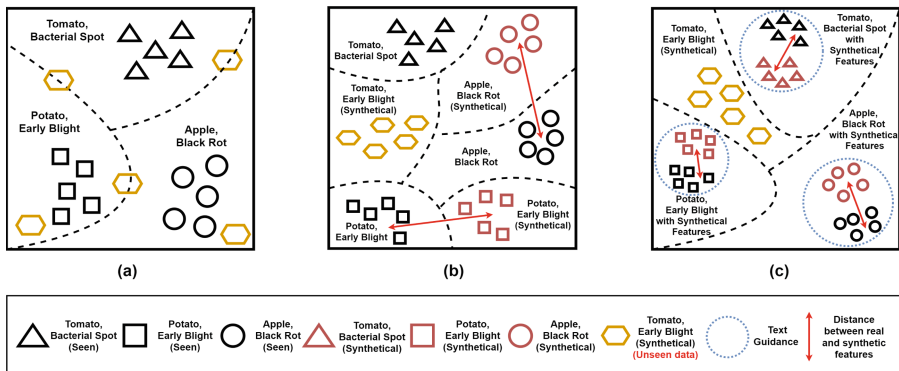 Tomato,
Bacterial Spot
Potato,
Early Blight
Apple,
Black Rot
(a)
Tomato,
Bacterial Spot
Apple,
Black Rot
(Synthetical)
Tomato,
Early Blight
(Synthetical)
Apple,
Black Rot
Potato,
Early Blight
Potato,
Early Blight
(Synthetical)
(b)
Tomato,
Early Blight
(Synthetical)
Tomato,
Bacterial Spot
with
Synthetical
Features
Apple,
Black Rot
with Synthetical
Features
Potato,
Early Blight
with Synthetical
Features
(c)
Tomato,
Bacterial Spot
(Seen)
Potato,
Early Blight
(Seen)
Apple,
Black Rot
(Seen)
Tomato,
Bacterial Spot
(Synthetical)
Potato,
Early Blight
(Synthetical)
Apple,
Black Rot
(Synthetical)
Tomato,
Early Blight
(Synthetical)
(Unseen data)
Text
Guidance
Distance
between real
and synthetic
features